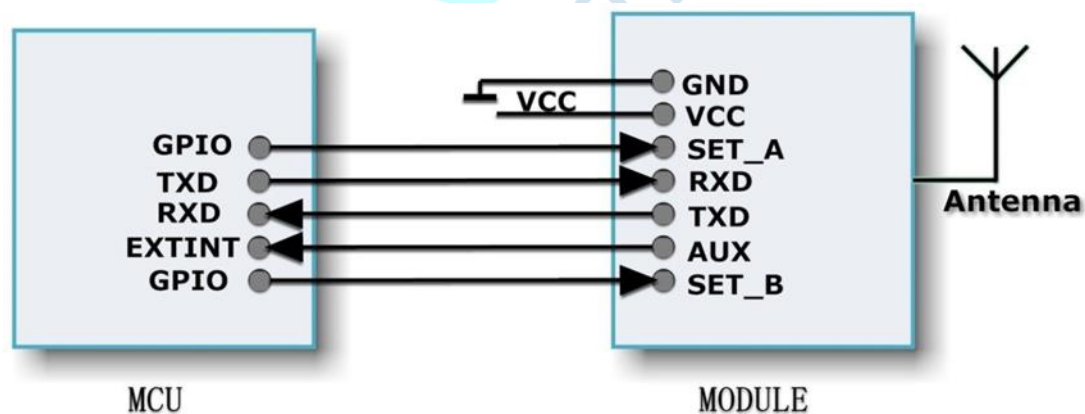 GND
VCC
VCC
GPIO
SET_A
TXD
RXD
RXD
TXD
Antenna
EXTINT
AUX
GPIO
SET_B
MCU
MODULE